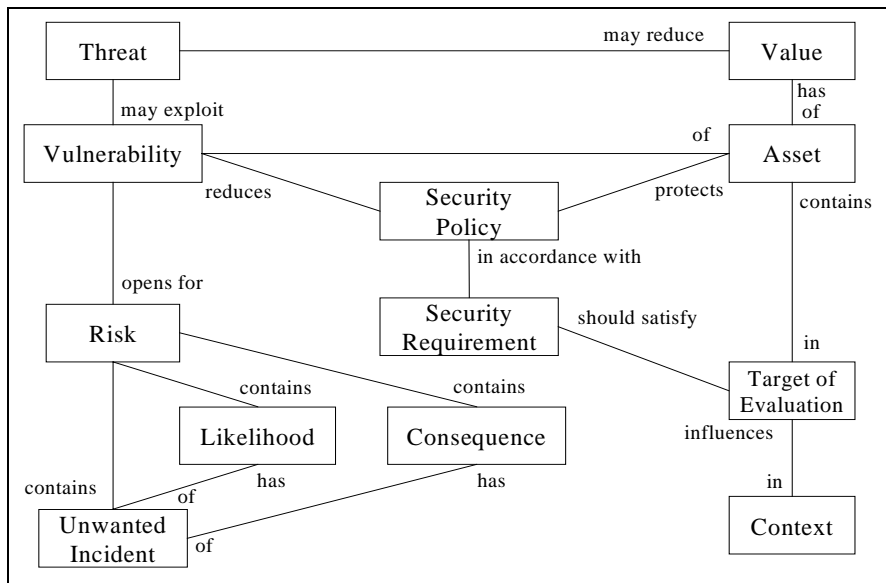 Threat
may reduce
Value
may exploit
has
of
Vulnerability
of
Asset
reduces
Security
Policy
protects
contains
in accordance with
opens for
Security
Requirement
should satisfy
Risk
in
contains
contains
Target of
Evaluation
Likelihood
Consequence
influences
contains
of
has
has
in
Unwanted
Incident
of
Context